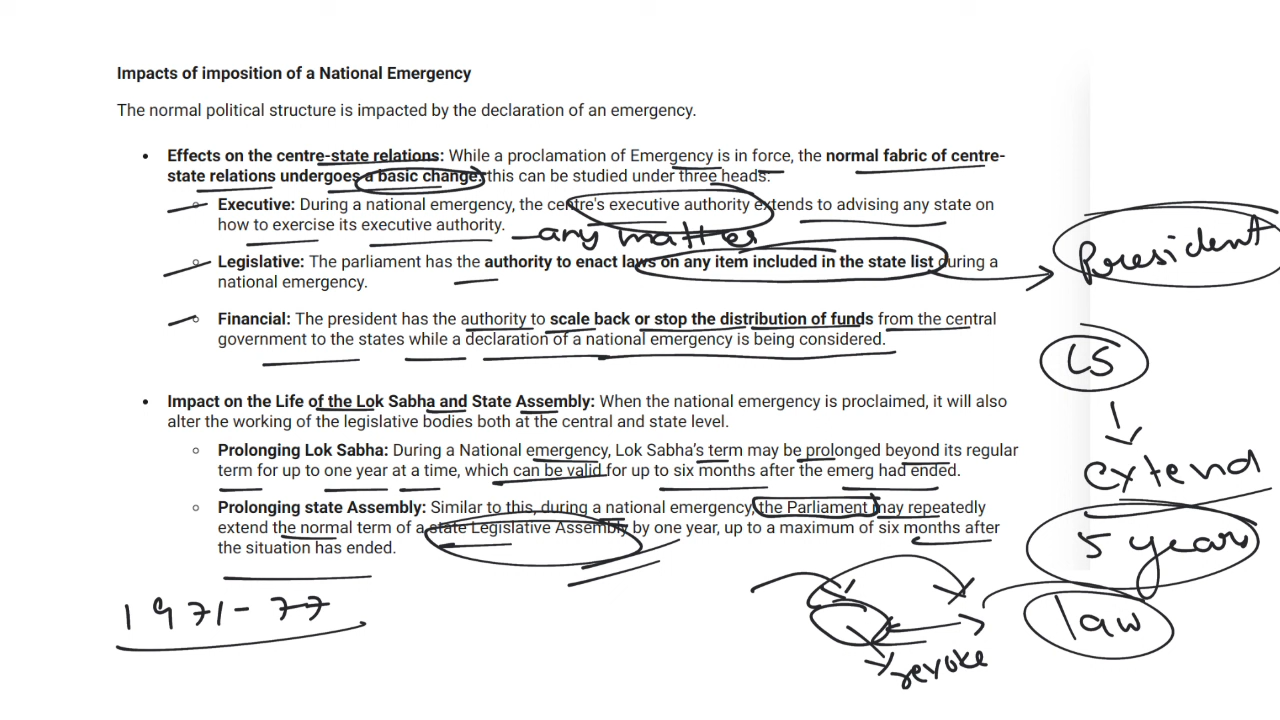 Impacts of imposition of a National Emergency
The normal political structure is impacted by the declaration of an emergency.
• Effects on the centre-state relations: While a proclamation of Emergency is in force, the normal fabric of centre-
state relations undergoes a basic change; this can be studied under three heads:
Executive: During a national emergency, the centre's executive authority extends to advising any state on
how to exercise its executive authority.
any matter
Legislative: The parliament has the authority to enact laws on any item included in the state list during a
national emergency.
President
Financial: The president has the authority to scale back or stop the distribution of funds from the central
government to the states while a declaration of a national emergency is being considered.
LS
• Impact on the Life of the Lok Sabha and State Assembly: When the national emergency is proclaimed, it will also
alter the working of the legislative bodies both at the central and state level.
Prolonging Lok Sabha: During a National emergency, Lok Sabha's term may be prolonged beyond its regular
term for up to one year at a time, which can be valid for up to six months after the emerg had ended.
extend
Prolonging state Assembly: Similar to this, during a national emergency, the Parliament may repeatedly
extend the normal term of a state Legislative Assembly by one year, up to a maximum of six months after
the situation has ended.
5 years
1971-77
law
revoke